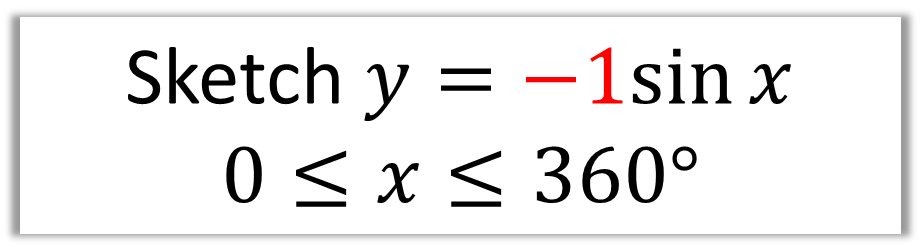 Sketch y = −1sin x
0 ≤ x ≤ 360°